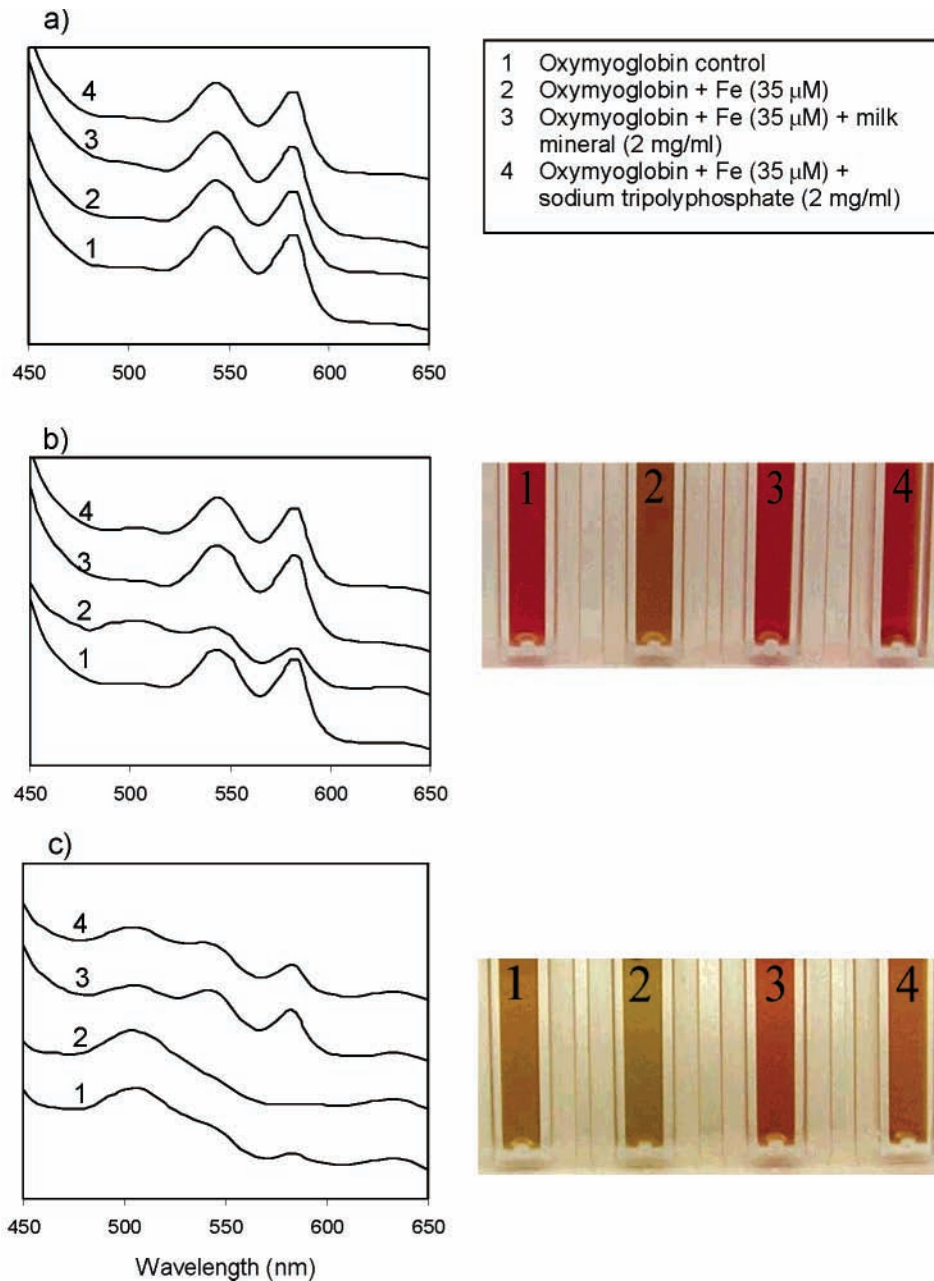 a)
4
3
2
1
450 500 550 600 650
1 Oxymyoglobin control
2 Oxymyoglobin + Fe (35 μM)
3 Oxymyoglobin + Fe (35 μM) + milk
mineral (2 mg/ml)
4 Oxymyoglobin + Fe (35 μM) +
sodium tripolyphosphate (2 mg/ml)
b)
4
3
2
1
450 500 550 600 650
1 2 3 4
c)
4
3
2
1
450 500 550 600 650
Wavelength (nm)
1 2 3 4